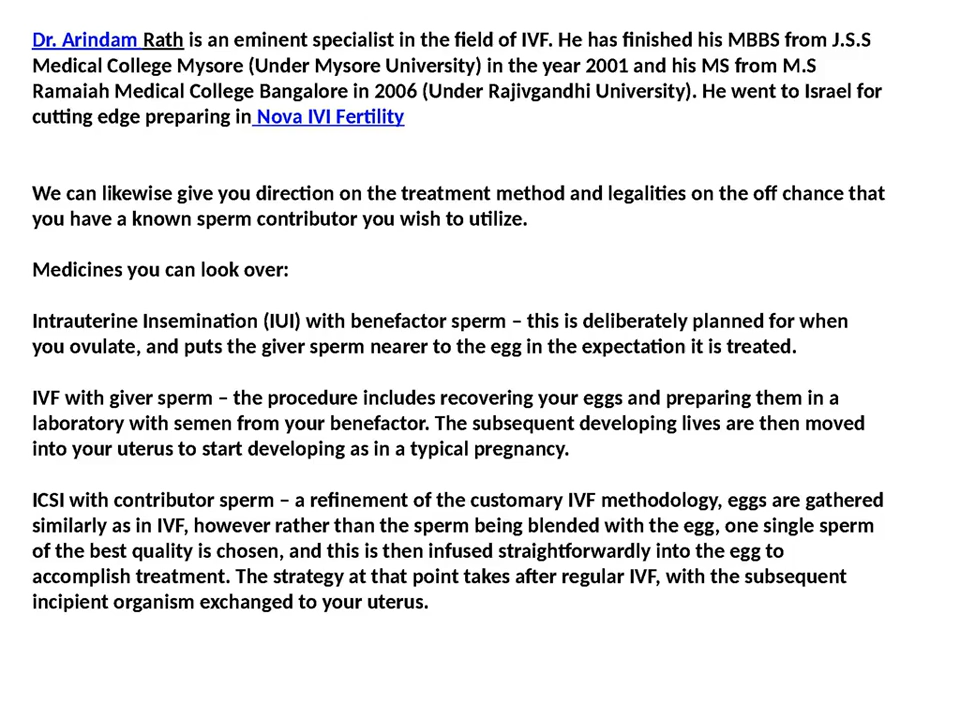 Dr. Arindam Rath is an eminent specialist in the field of IVF. He has finished his MBBS from J.S.S
Medical College Mysore (Under Mysore University) in the year 2001 and his MS from M.S
Ramaiah Medical College Bangalore in 2006 (Under Rajivgandhi University). He went to Israel for
cutting edge preparing in Nova IVI Fertility
We can likewise give you direction on the treatment method and legalities on the off chance that
you have a known sperm contributor you wish to utilize.
Medicines you can look over:
Intrauterine Insemination (IUI) with benefactor sperm – this is deliberately planned for when
you ovulate, and puts the giver sperm nearer to the egg in the expectation it is treated.
IVF with giver sperm – the procedure includes recovering your eggs and preparing them in a
laboratory with semen from your benefactor. The subsequent developing lives are then moved
into your uterus to start developing as in a typical pregnancy.
ICSI with contributor sperm – a refinement of the customary IVF methodology, eggs are gathered
similarly as in IVF, however rather than the sperm being blended with the egg, one single sperm
of the best quality is chosen, and this is then infused straightforwardly into the egg to
accomplish treatment. The strategy at that point takes after regular IVF, with the subsequent
incipient organism exchanged to your uterus.